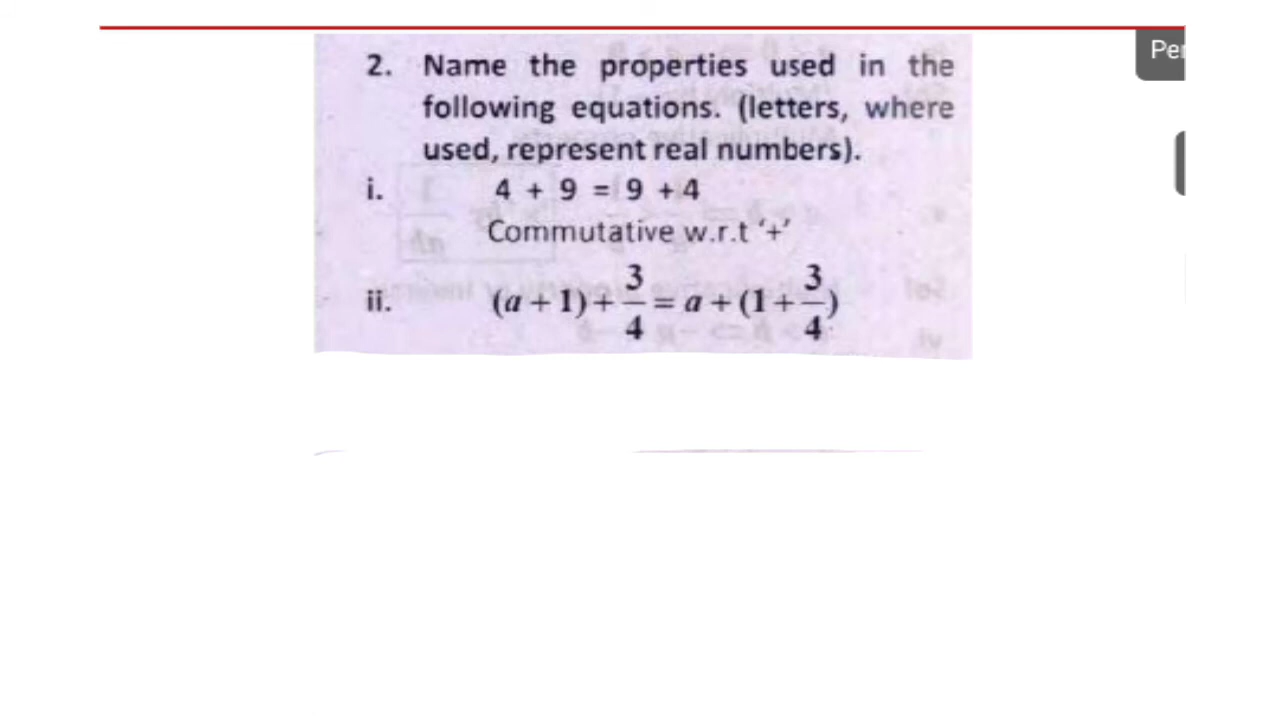 Per
2. Name the properties used in the
following equations. (letters, where
used, represent real numbers).
i. 4 + 9 = 9 + 4
Commutative w.r.t ‘+’
ii. (a + 1) + 3/4 = a + (1 + 3/4)